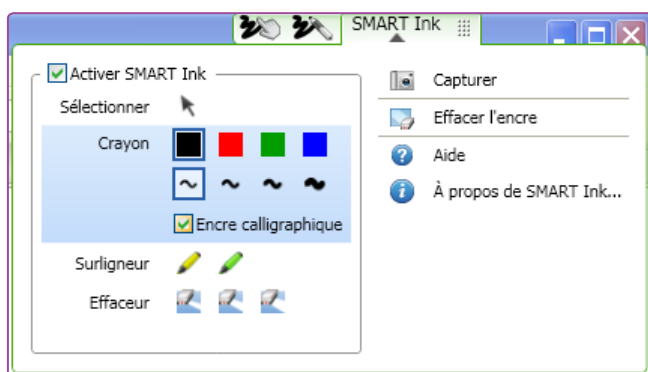 SMART Ink
Activer SMART Ink
Sélectionner
Crayon
Encre calligraphique
Surligneur
Effaceur
Capturer
Effacer l'encre
Aide
À propos de SMART Ink...